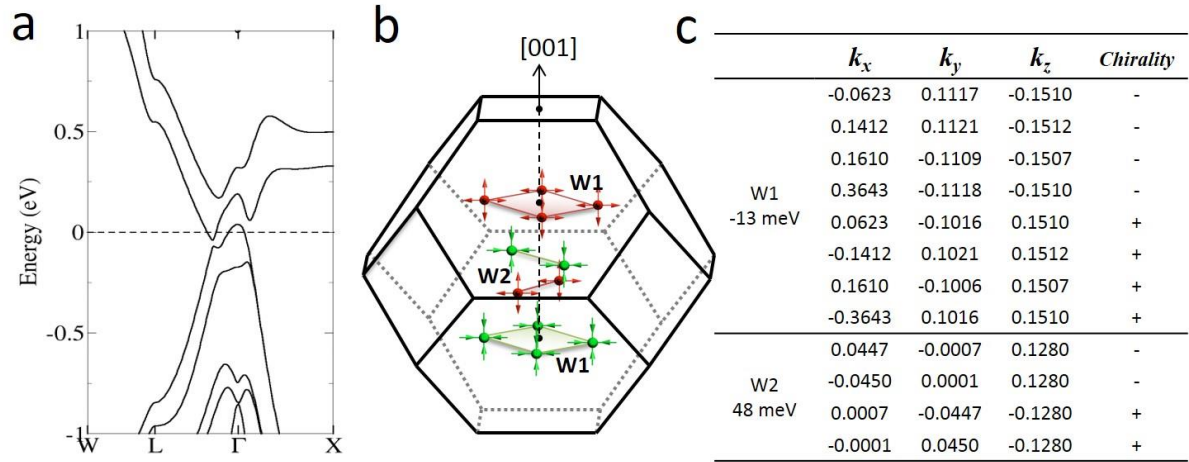 a
1
0.5
0
-0.5
-1
Energy (eV)
W L Γ X
b
[001]
W1
W2
W1
c
kx ky kz Chirality
W1
-13 meV
-0.0623 0.1117 -0.1510 -
0.1412 0.1121 -0.1512 -
0.1610 -0.1109 -0.1507 -
0.3643 -0.1118 -0.1510 -
0.0623 -0.1016 0.1510 +
-0.1412 0.1021 0.1512 +
0.1610 -0.1006 0.1507 +
-0.3643 0.1016 0.1510 +
W2
48 meV
0.0447 -0.0007 0.1280 -
-0.0450 0.0001 0.1280 -
0.0007 -0.0447 -0.1280 +
-0.0001 0.0450 -0.1280 +